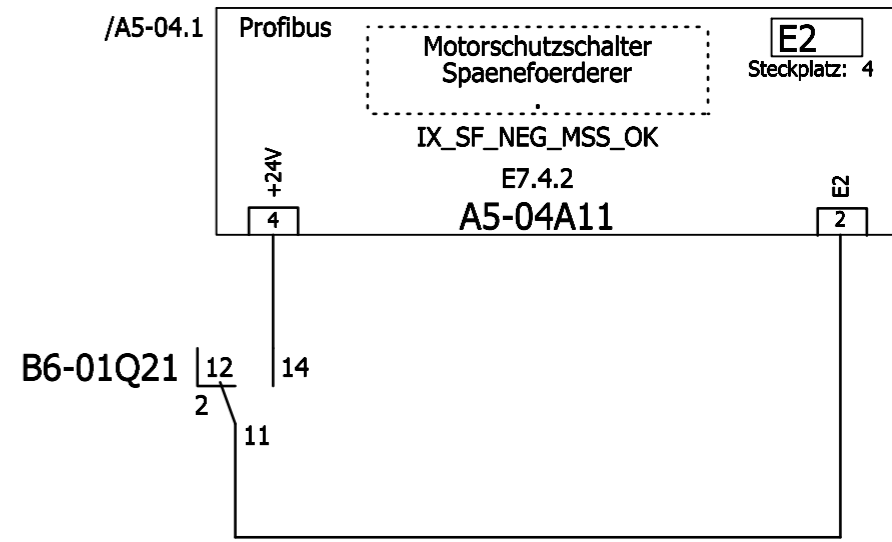 /A5-04.1
Profibus
Motorschutzschalter
Spaenefoerderer
.
E2
Steckplatz: 4
IX_SF_NEG_MSS_OK
E7.4.2
A5-04A11
+24V
4
E2
2
B6-01Q21
12
14
2
11